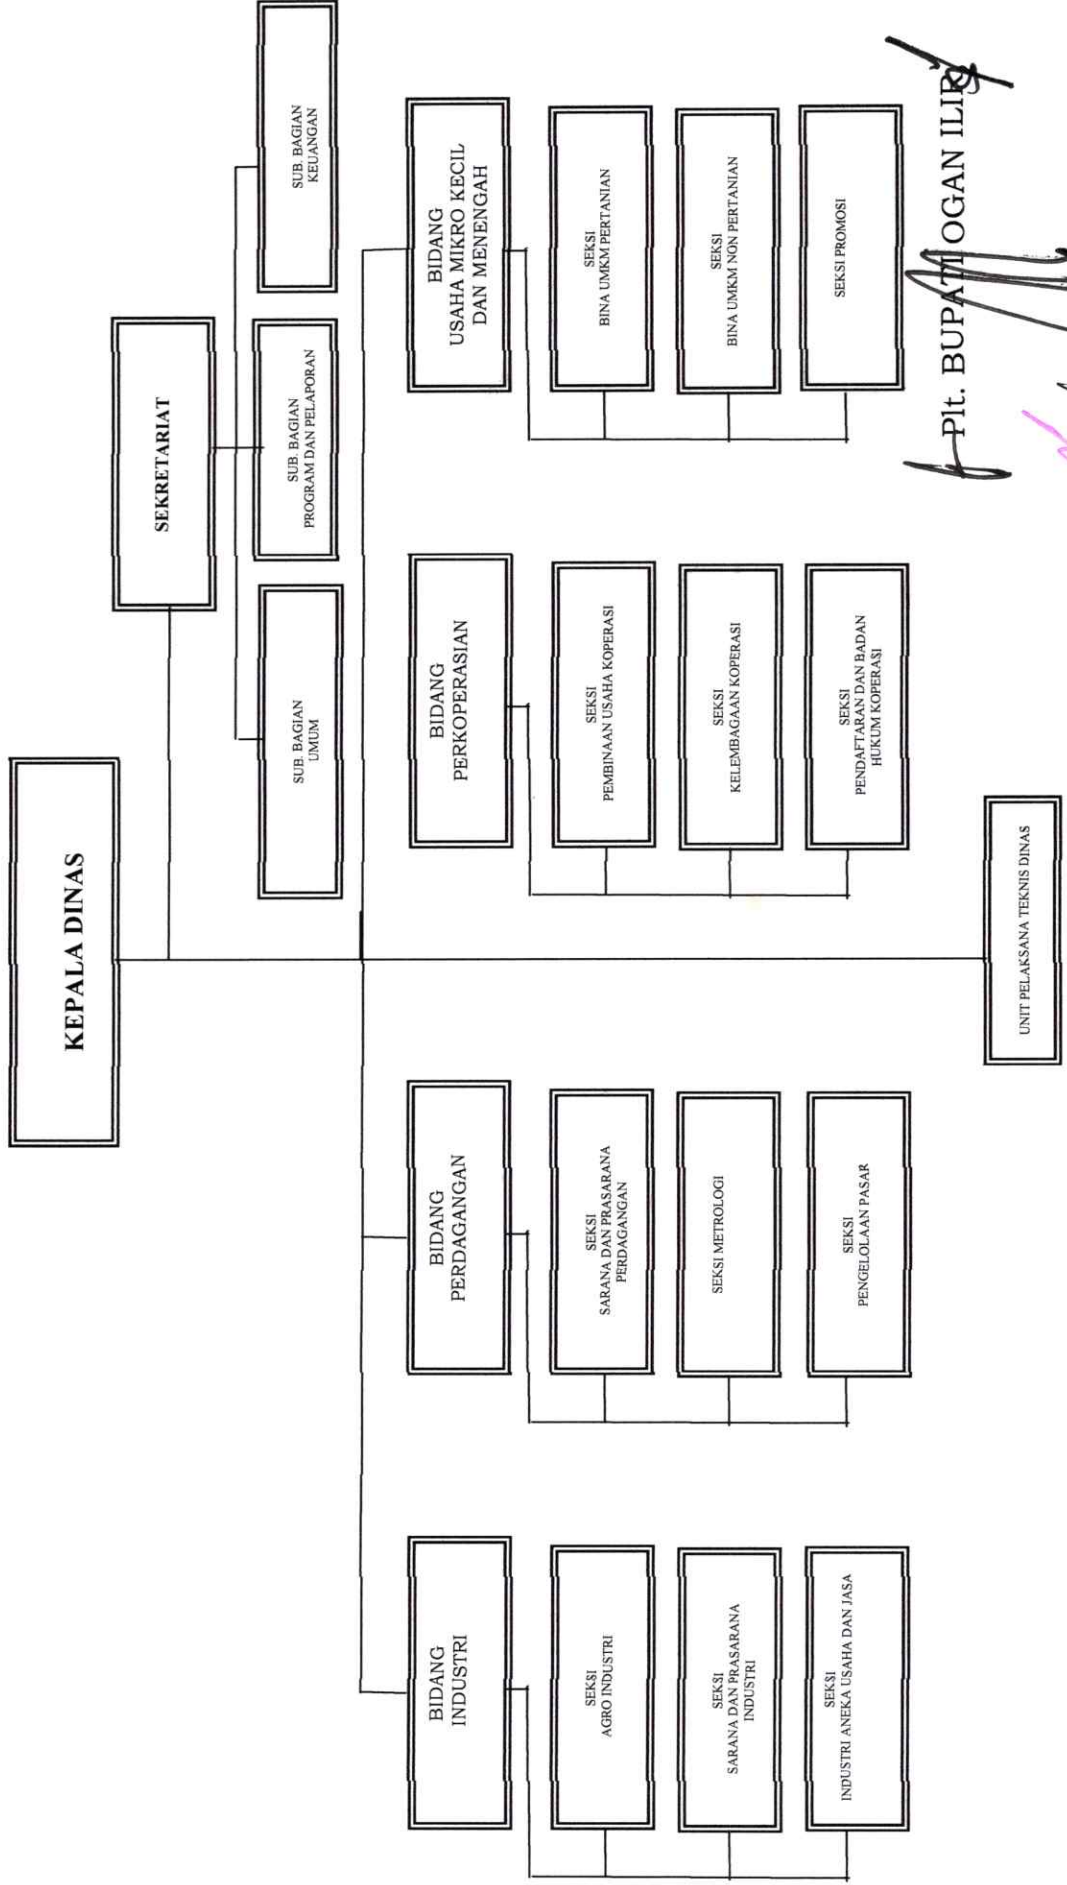 KEPALA DINAS
SEKRETARIAT
SUB. BAGIAN
UMUM
SUB. BAGIAN
PROGRAM DAN PELAPORAN
SUB. BAGIAN
KEUANGAN
BIDANG
INDUSTRI
SEKSI
AGRO INDUSTRI
SEKSI
SARANA DAN PRASARANA
INDUSTRI
SEKSI
INDUSTRI ANEKA USAHA DAN JASA
BIDANG
PERDAGANGAN
SEKSI
SARANA DAN PRASARANA
PERDAGANGAN
SEKSI METROLOGI
SEKSI
PENGELOLAAN PASAR
BIDANG
PERKOPERASIAN
SEKSI
PEMBINAAN USAHA KOPERASI
SEKSI
KELEMBAGAAN KOPERASI
SEKSI
PENDAFTARAN DAN BADAN
HUKUM KOPERASI
BIDANG
USAHA MIKRO KECIL
DAN MENENGAH
SEKSI
BINA UMKM PERTANIAN
SEKSI
BINA UMKM NON PERTANIAN
SEKSI PROMOSI
UNIT PELAKSANA TEKNIS DINAS
Plt. BUPATI OGAN ILIR